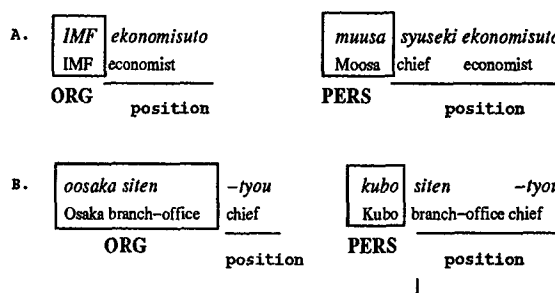 A. IMF ekonomisuto muusa syuseki ekonomisuto
IMF economist Moosa chief economist
ORG position PERS position
B. oosaka siten -tyou kubo siten -tyou
Osaka branch-office chief Kubo branch-office chief
ORG position PERS position